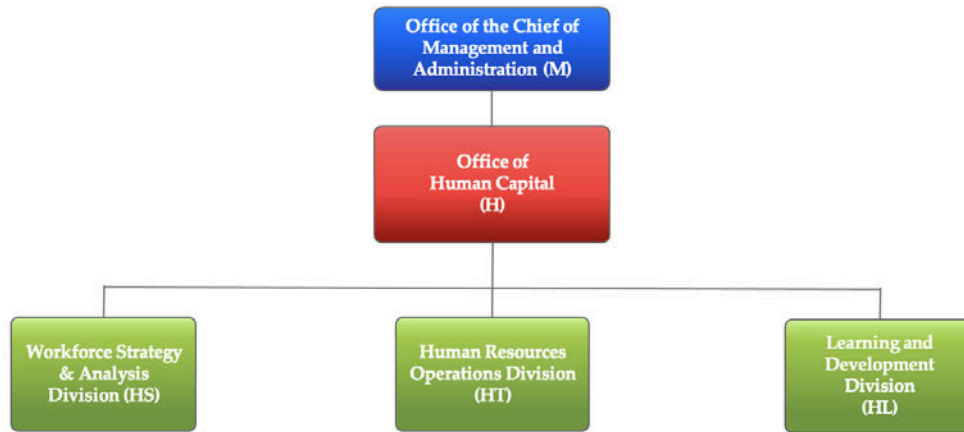 Office of the Chief of
Management and
Administration (M)
Office of
Human Capital
(H)
Workforce Strategy
& Analysis
Division (HS)
Human Resources
Operations Division
(HT)
Learning and
Development
Division
(HL)